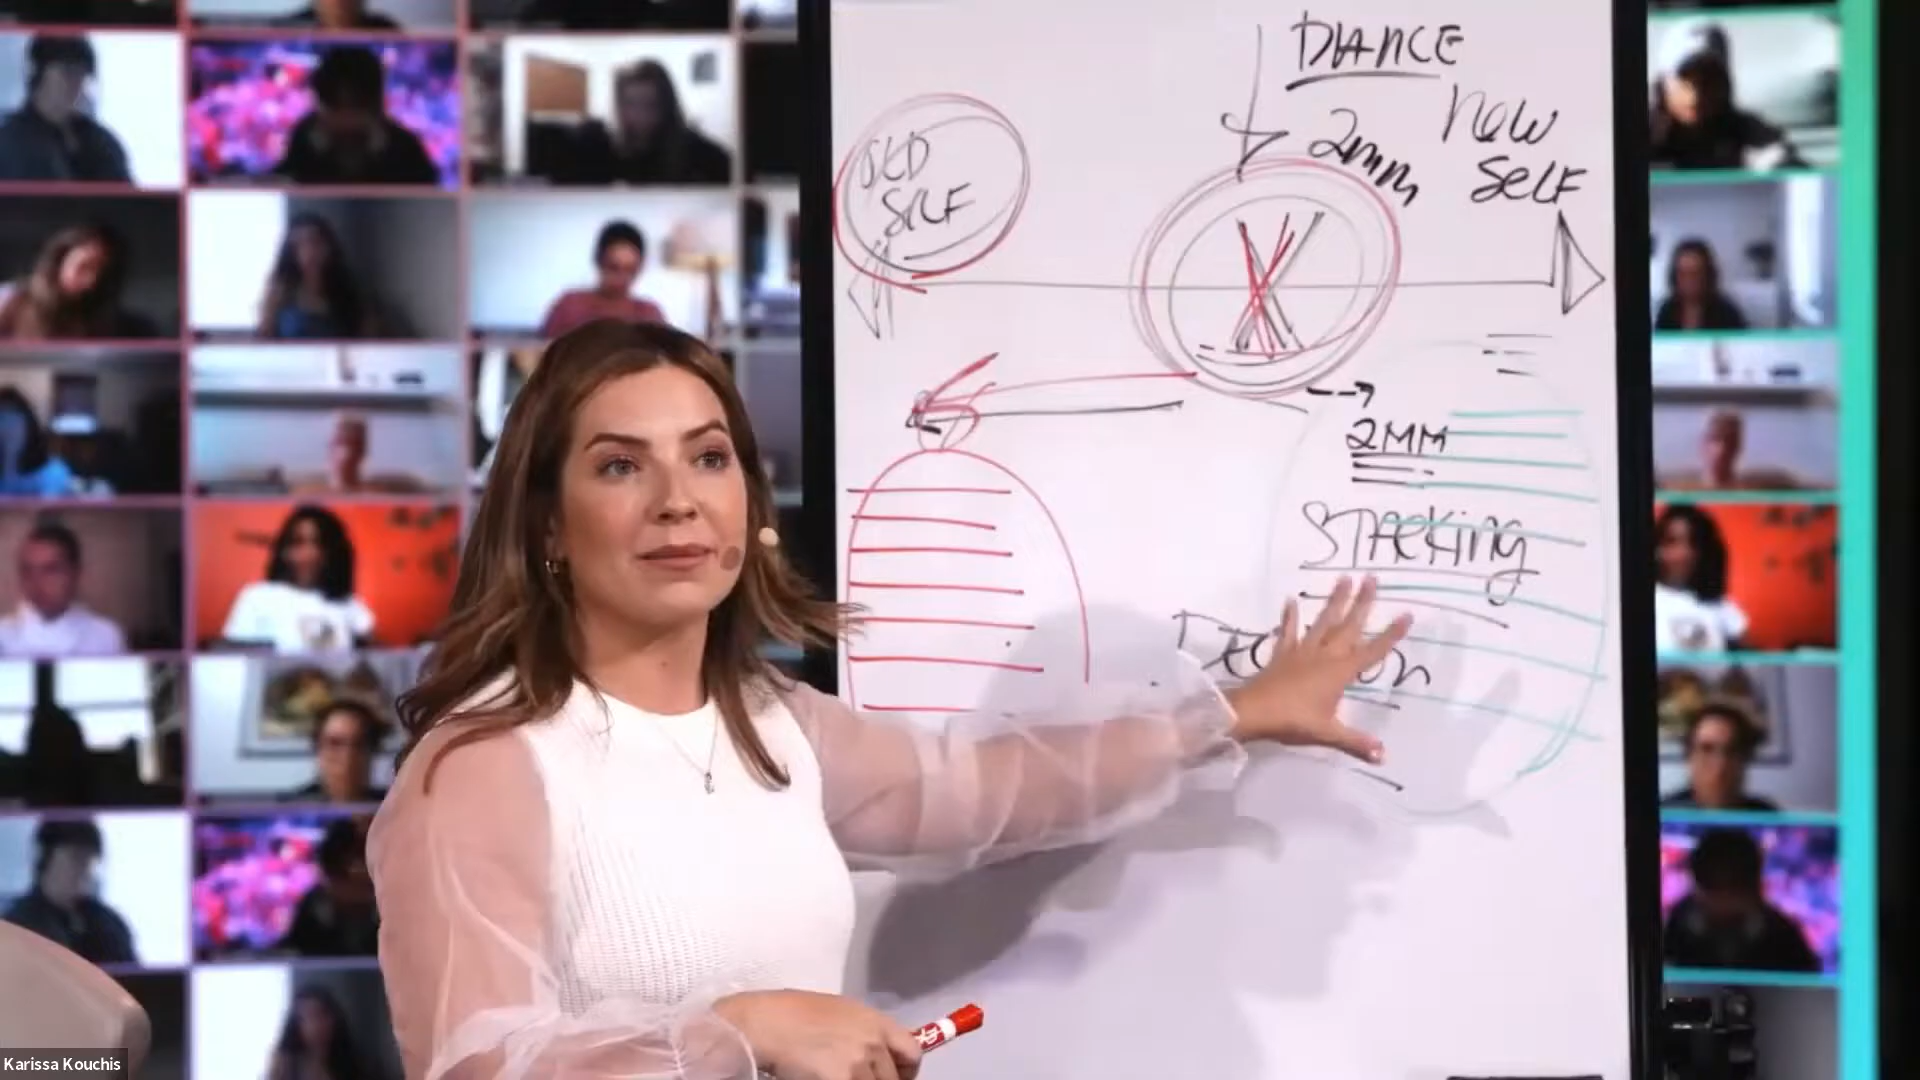 DIANCE
NEW
SELF
2mm
OLD
SELF
2MM
STACKING
Karissa Kouchis